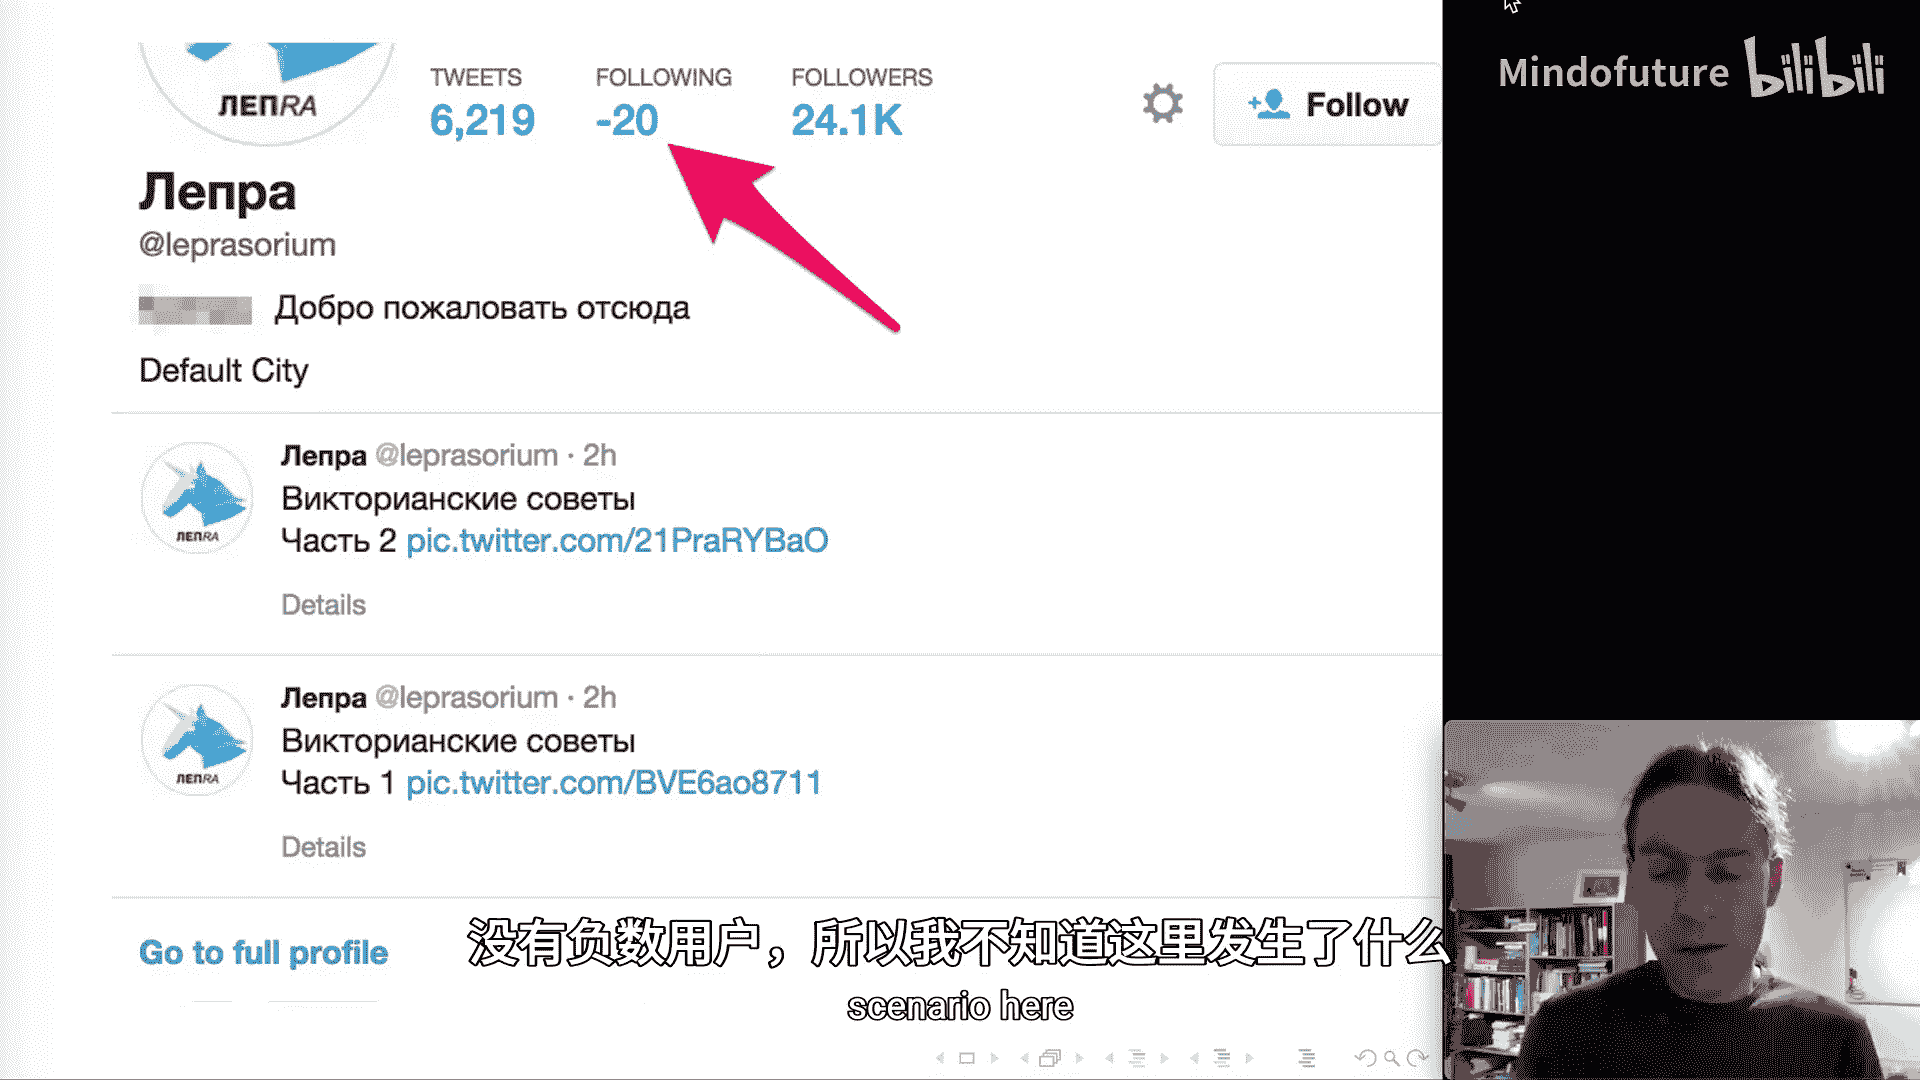 Mindofuture bilibili
ЛЕПRA
TWEETS FOLLOWING FOLLOWERS
6,219 -20 24.1K
Follow
Лепра
@leprasorium
Добро пожаловать отсюда
Default City
Лепра @leprasorium · 2h
Викторианские советы
Часть 2 pic.twitter.com/21PraRYBaO
ЛЕПRA
Details
Лепра @leprasorium · 2h
Викторианские советы
Часть 1 pic.twitter.com/BVE6ao8711
ЛЕПRA
Details
Go to full profile
没有负数用户，所以我不知道这里发生了什么
scenario here